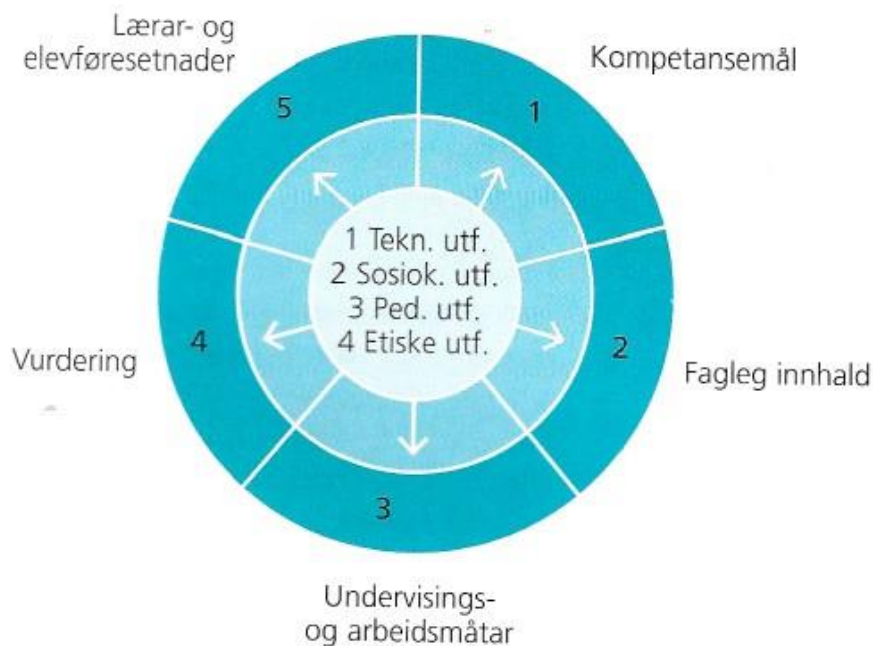 Lærar- og
elevføresetnader
Kompetansemål
5
1
1 Tekn. utf.
2 Sosiok. utf.
3 Ped. utf.
4 Etiske utf.
4
2
Vurdering
Fagleg innhald
3
Undervisings-
og arbeidsmåtar